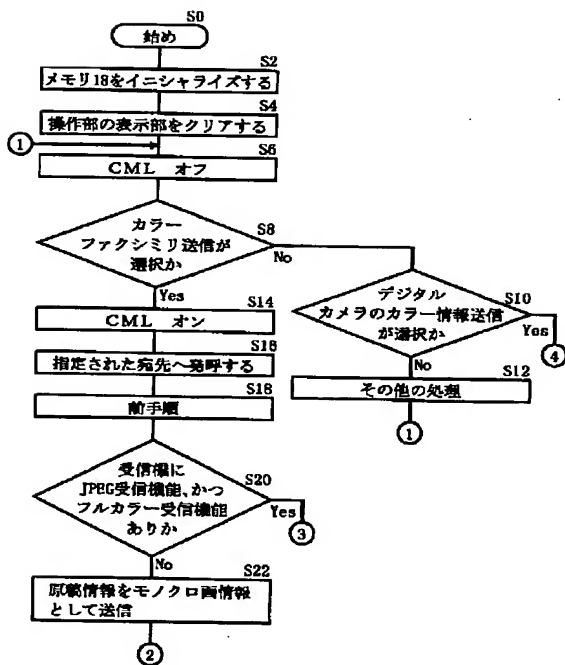 S0
始め
S2
メモリ18をイニシャライズする
S4
操作部の表示部をクリアする
①
S6
CML オフ
S8
カラー
ファクシミリ送信が
選択か
No
Yes
S10
デジタル
カメラのカラー情報送信
が選択か
Yes
④
No
S12
その他の処理
①
S14
CML オン
S16
指定された宛先へ発呼する
S18
前手順
S20
受信機に
JPEG受信機能、かつ
フルカラー受信機能
ありか
Yes
③
No
S22
原稿情報をモノクロ画情報
として送信
②